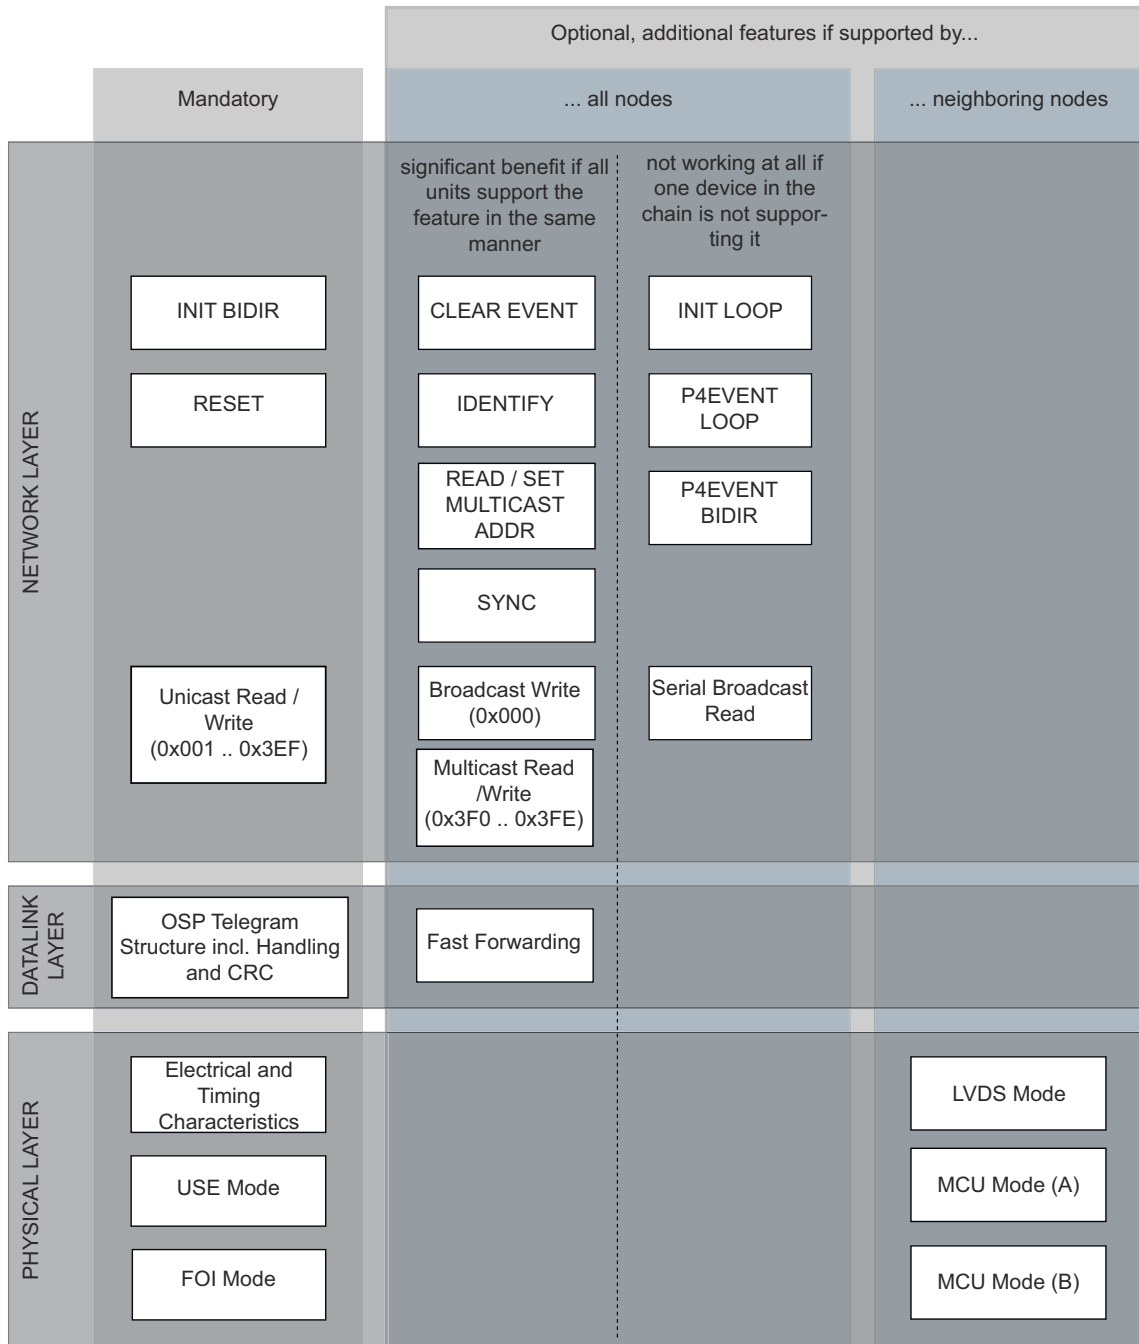 Optional, additional features if supported by...
Mandatory
... all nodes
... neighboring nodes
significant benefit if all
units support the
feature in the same
manner
not working at all if
one device in the
chain is not suppor-
ting it
NETWORK LAYER
INIT BIDIR
CLEAR EVENT
INIT LOOP
RESET
IDENTIFY
P4EVENT
LOOP
READ / SET
MULTICAST
ADDR
P4EVENT
BIDIR
SYNC
Unicast Read /
Write
(0x001 .. 0x3EF)
Broadcast Write
(0x000)
Serial Broadcast
Read
Multicast Read
/Write
(0x3F0 .. 0x3FE)
DATALINK
LAYER
OSP Telegram
Structure incl. Handling
and CRC
Fast Forwarding
PHYSICAL LAYER
Electrical and
Timing
Characteristics
LVDS Mode
USE Mode
MCU Mode (A)
FOI Mode
MCU Mode (B)